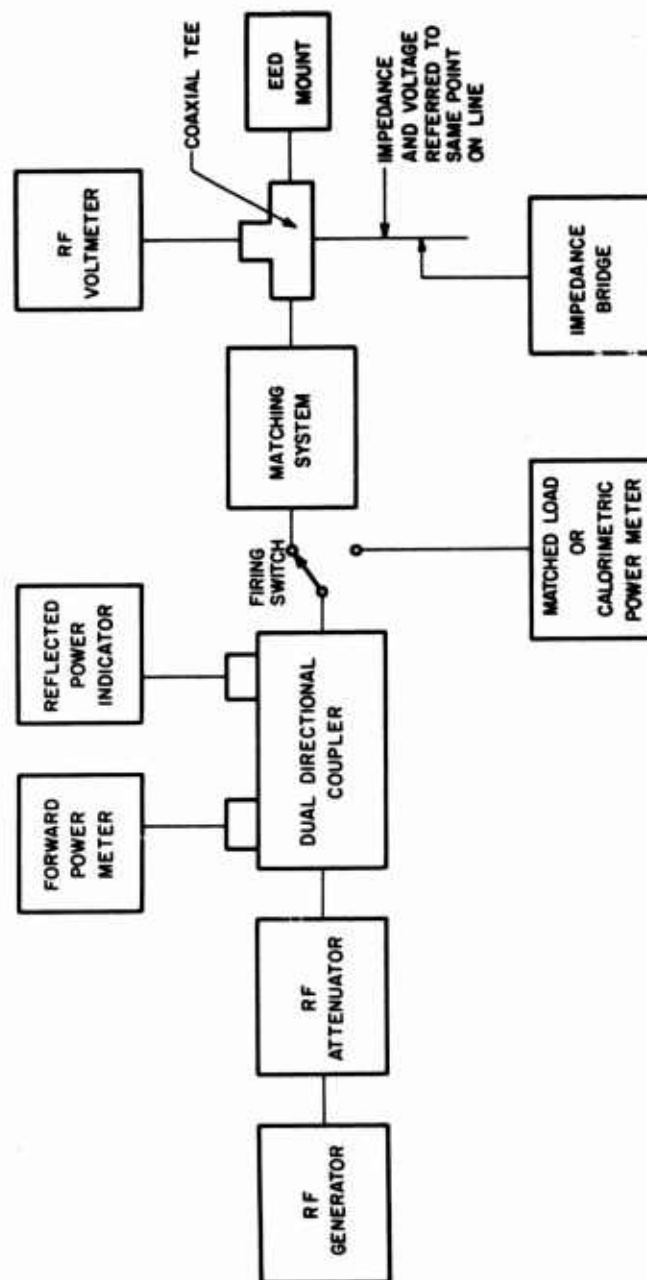 RF
GENERATOR
RF
ATTENUATOR
FORWARD
POWER
METER
REFLECTED
POWER
INDICATOR
DUAL DIRECTIONAL
COUPLER
FIRING
SWITCH
MATCHED LOAD
OR
CALORIMETRIC
POWER METER
MATCHING
SYSTEM
RF
VOLTMETER
COAXIAL TEE
EED
MOUNT
IMPEDANCE
AND VOLTAGE
REFERRED TO
SAME POINT
ON LINE
IMPEDANCE
BRIDGE